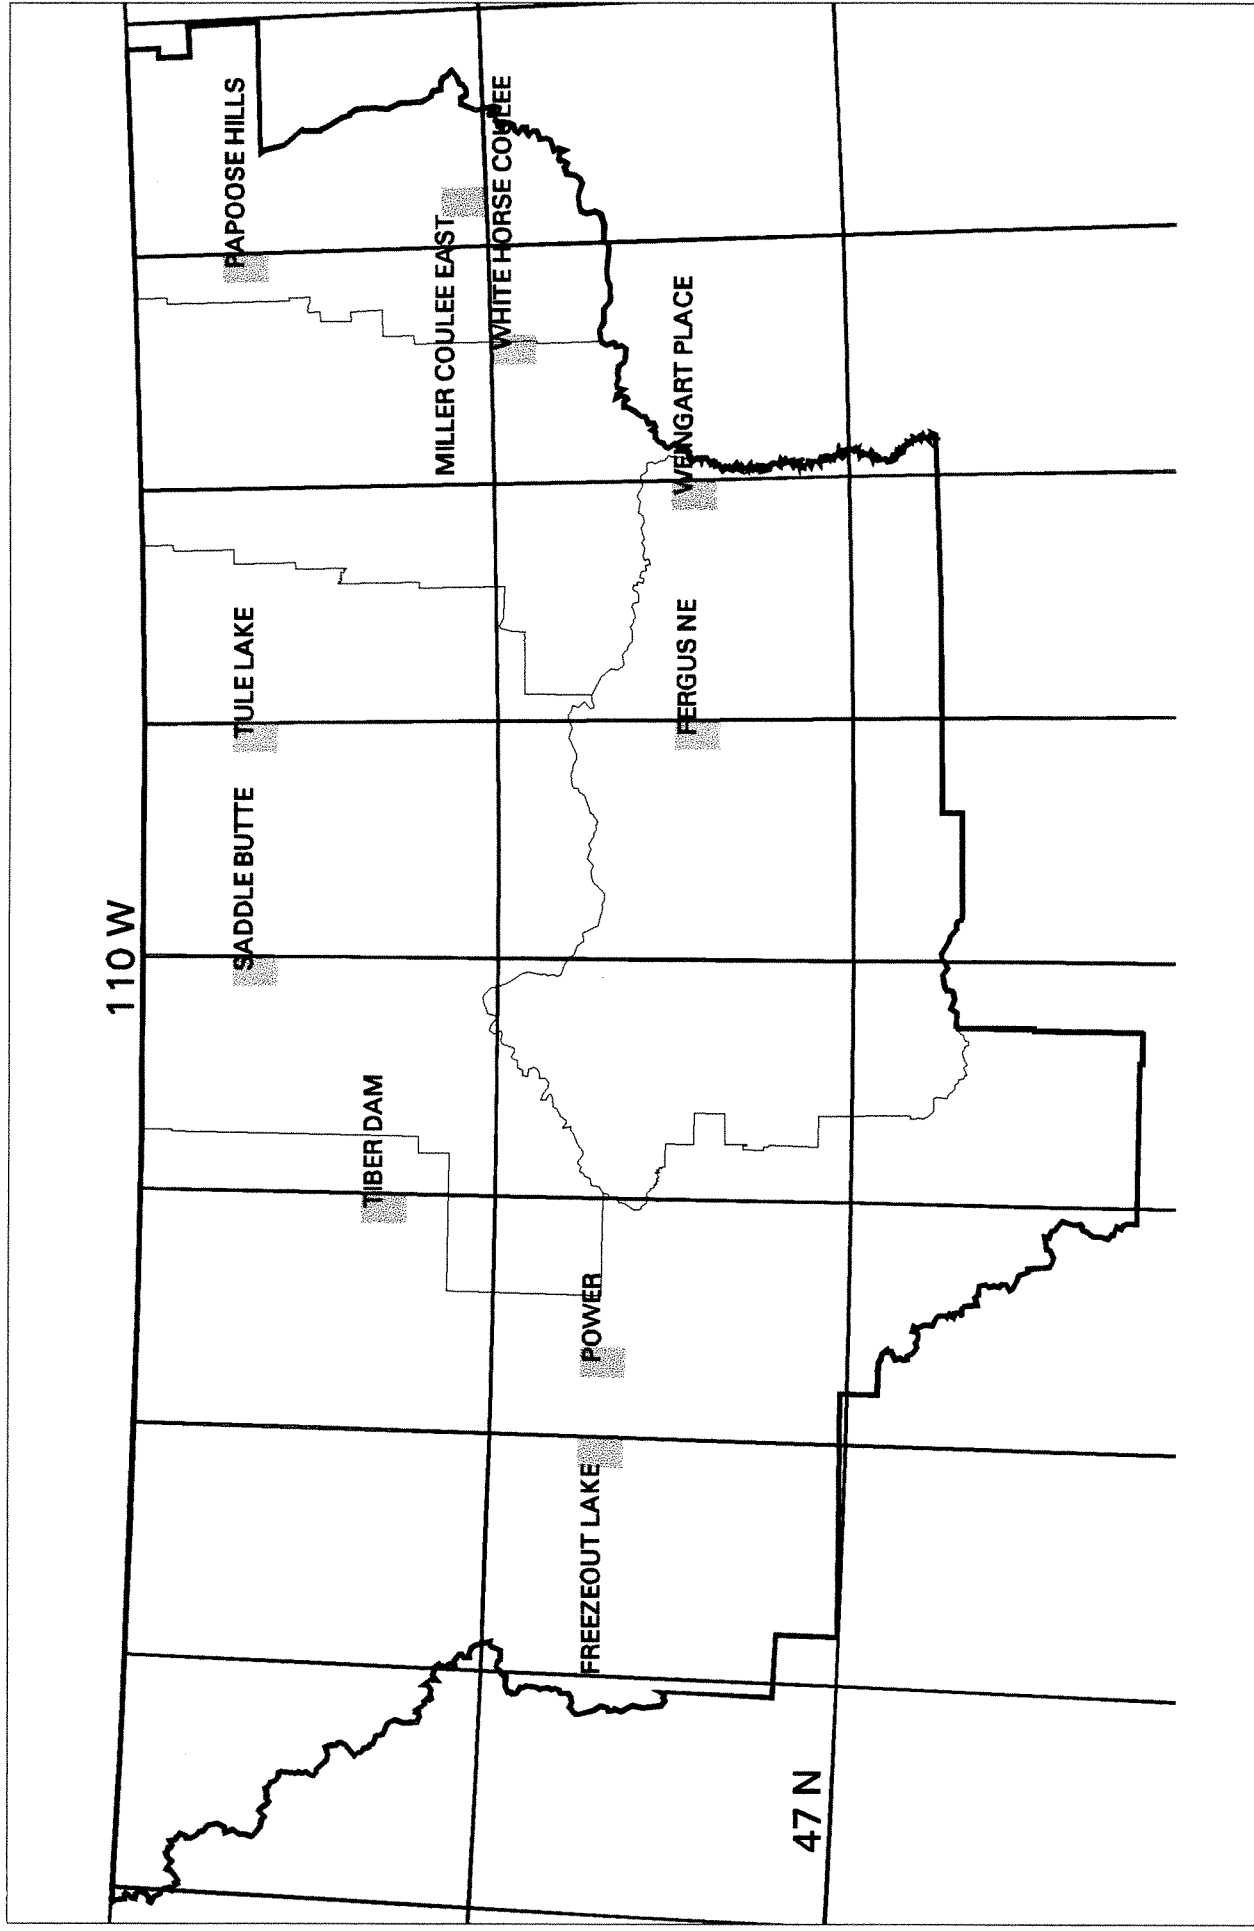 110 W
SADDLE BUTTE
TULE LAKE
PAPOOSE HILLS
TIBER DAM
MILLER COULEE EAST
WHITE HORSE COULEE
FREEZEOUT LAKE
POWER
FERGUS NE
WEINGART PLACE
47 N